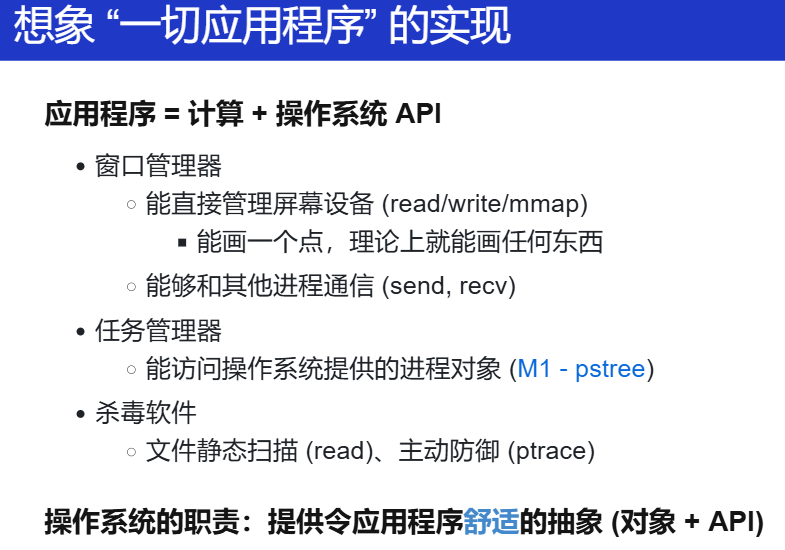 想象 “一切应用程序” 的实现
应用程序 = 计算 + 操作系统 API
• 窗口管理器
◦ 能直接管理屏幕设备 (read/write/mmap)
▪ 能画一个点，理论上就能画任何东西
◦ 能够和其他进程通信 (send, recv)
• 任务管理器
◦ 能访问操作系统提供的进程对象 (M1 - pstree)
• 杀毒软件
◦ 文件静态扫描 (read)、主动防御 (ptrace)
操作系统的职责：提供令应用程序舒适的抽象 (对象 + API)